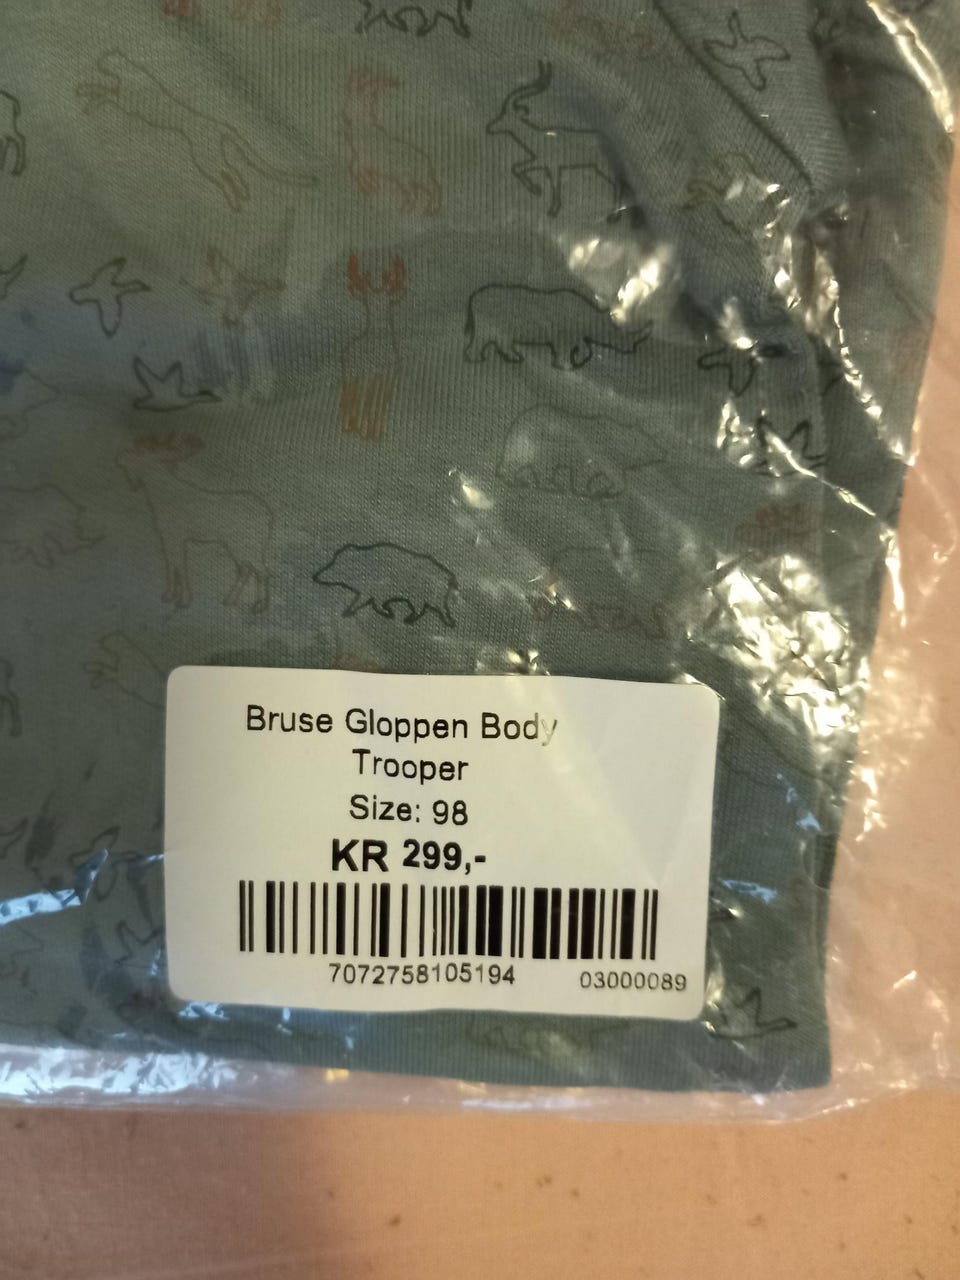 Bruse Gloppen Body
Trooper
Size: 98
KR 299,-
7072758105194 03000089